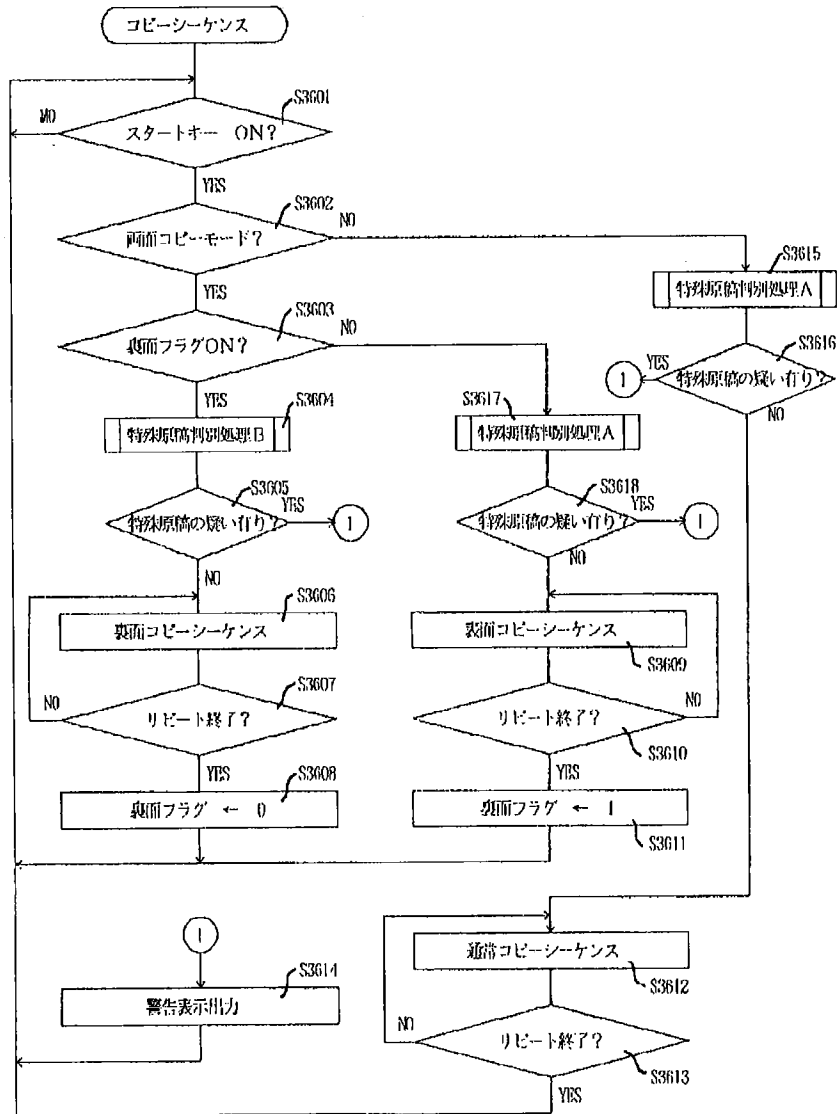 コピーシーケンス
S3601
NO
スタートキー ON?
YES
S3602
NO
両面コピーモード?
S3615
YES
特殊原稿判別処理A
S3603
NO
裏面フラグON?
S3616
YES
特殊原稿の疑い有り?
1
YES
S3604
S3617
NO
特殊原稿判別処理B
特殊原稿判別処理A
S3605
S3618
YES
YES
特殊原稿の疑い有り?
1
特殊原稿の疑い有り?
1
NO
NO
S3606
裏面コピーシーケンス
表面コピーシーケンス
S3609
NO
S3607
リピート終了?
リピート終了?
NO
S3610
YES
S3608
YES
裏面フラグ ← 0
裏面フラグ ← 1
S3611
1
通常コピーシーケンス
S3614
S3612
警告表示出力
NO
リピート終了?
S3613
YES